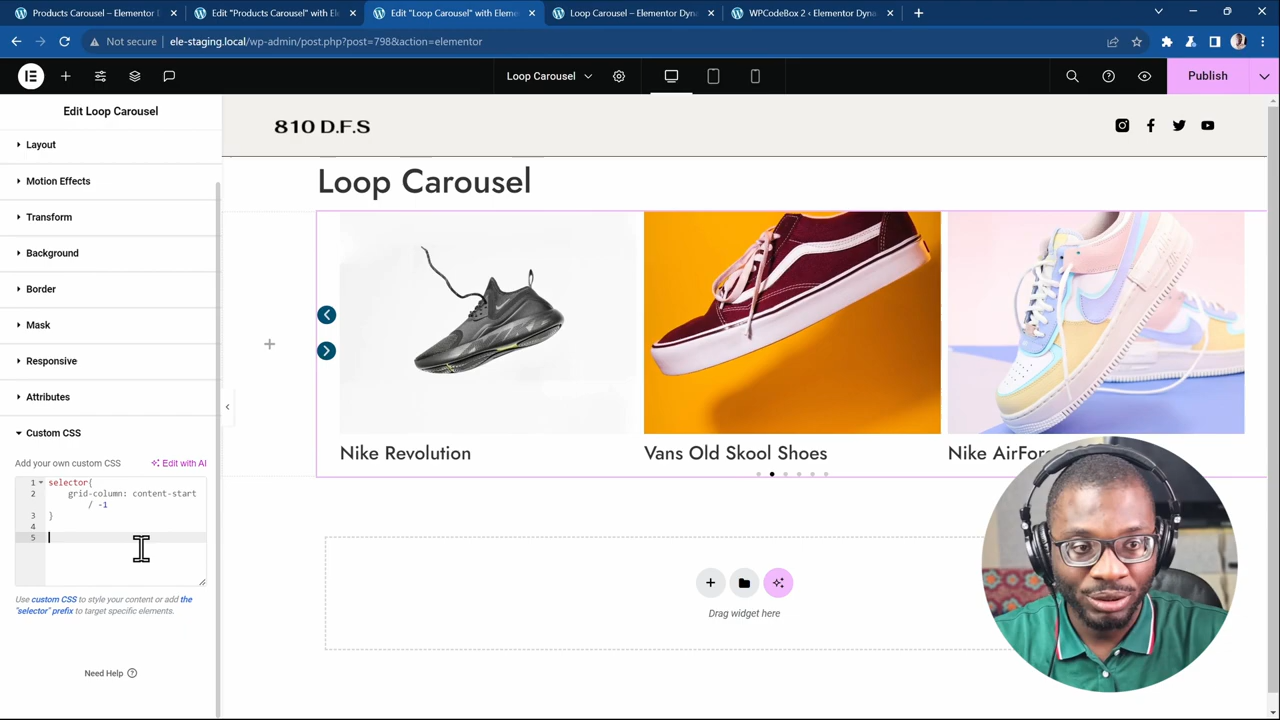 Products Carousel – Elementor D
Edit "Products Carousel" with Ele
Edit "Loop Carousel" with Eleme
Loop Carousel – Elementor Dyna
WPCodeBox 2 ‹ Elementor Dynam
Not secure
ele-staging.local/wp-admin/post.php?post=798&action=elementor
Loop Carousel
Publish
Edit Loop Carousel
Layout
Motion Effects
Transform
Background
Border
Mask
Responsive
Attributes
Custom CSS
Add your own custom CSS
Edit with AI
1 selector{
2 grid-column: content-start
/ -1
3 }
4
5
Use custom CSS to style your content or add the
"selector" prefix to target specific elements.
Need Help
810 D.F.S
Loop Carousel
Nike Revolution
Vans Old Skool Shoes
Nike AirFor
Drag widget here